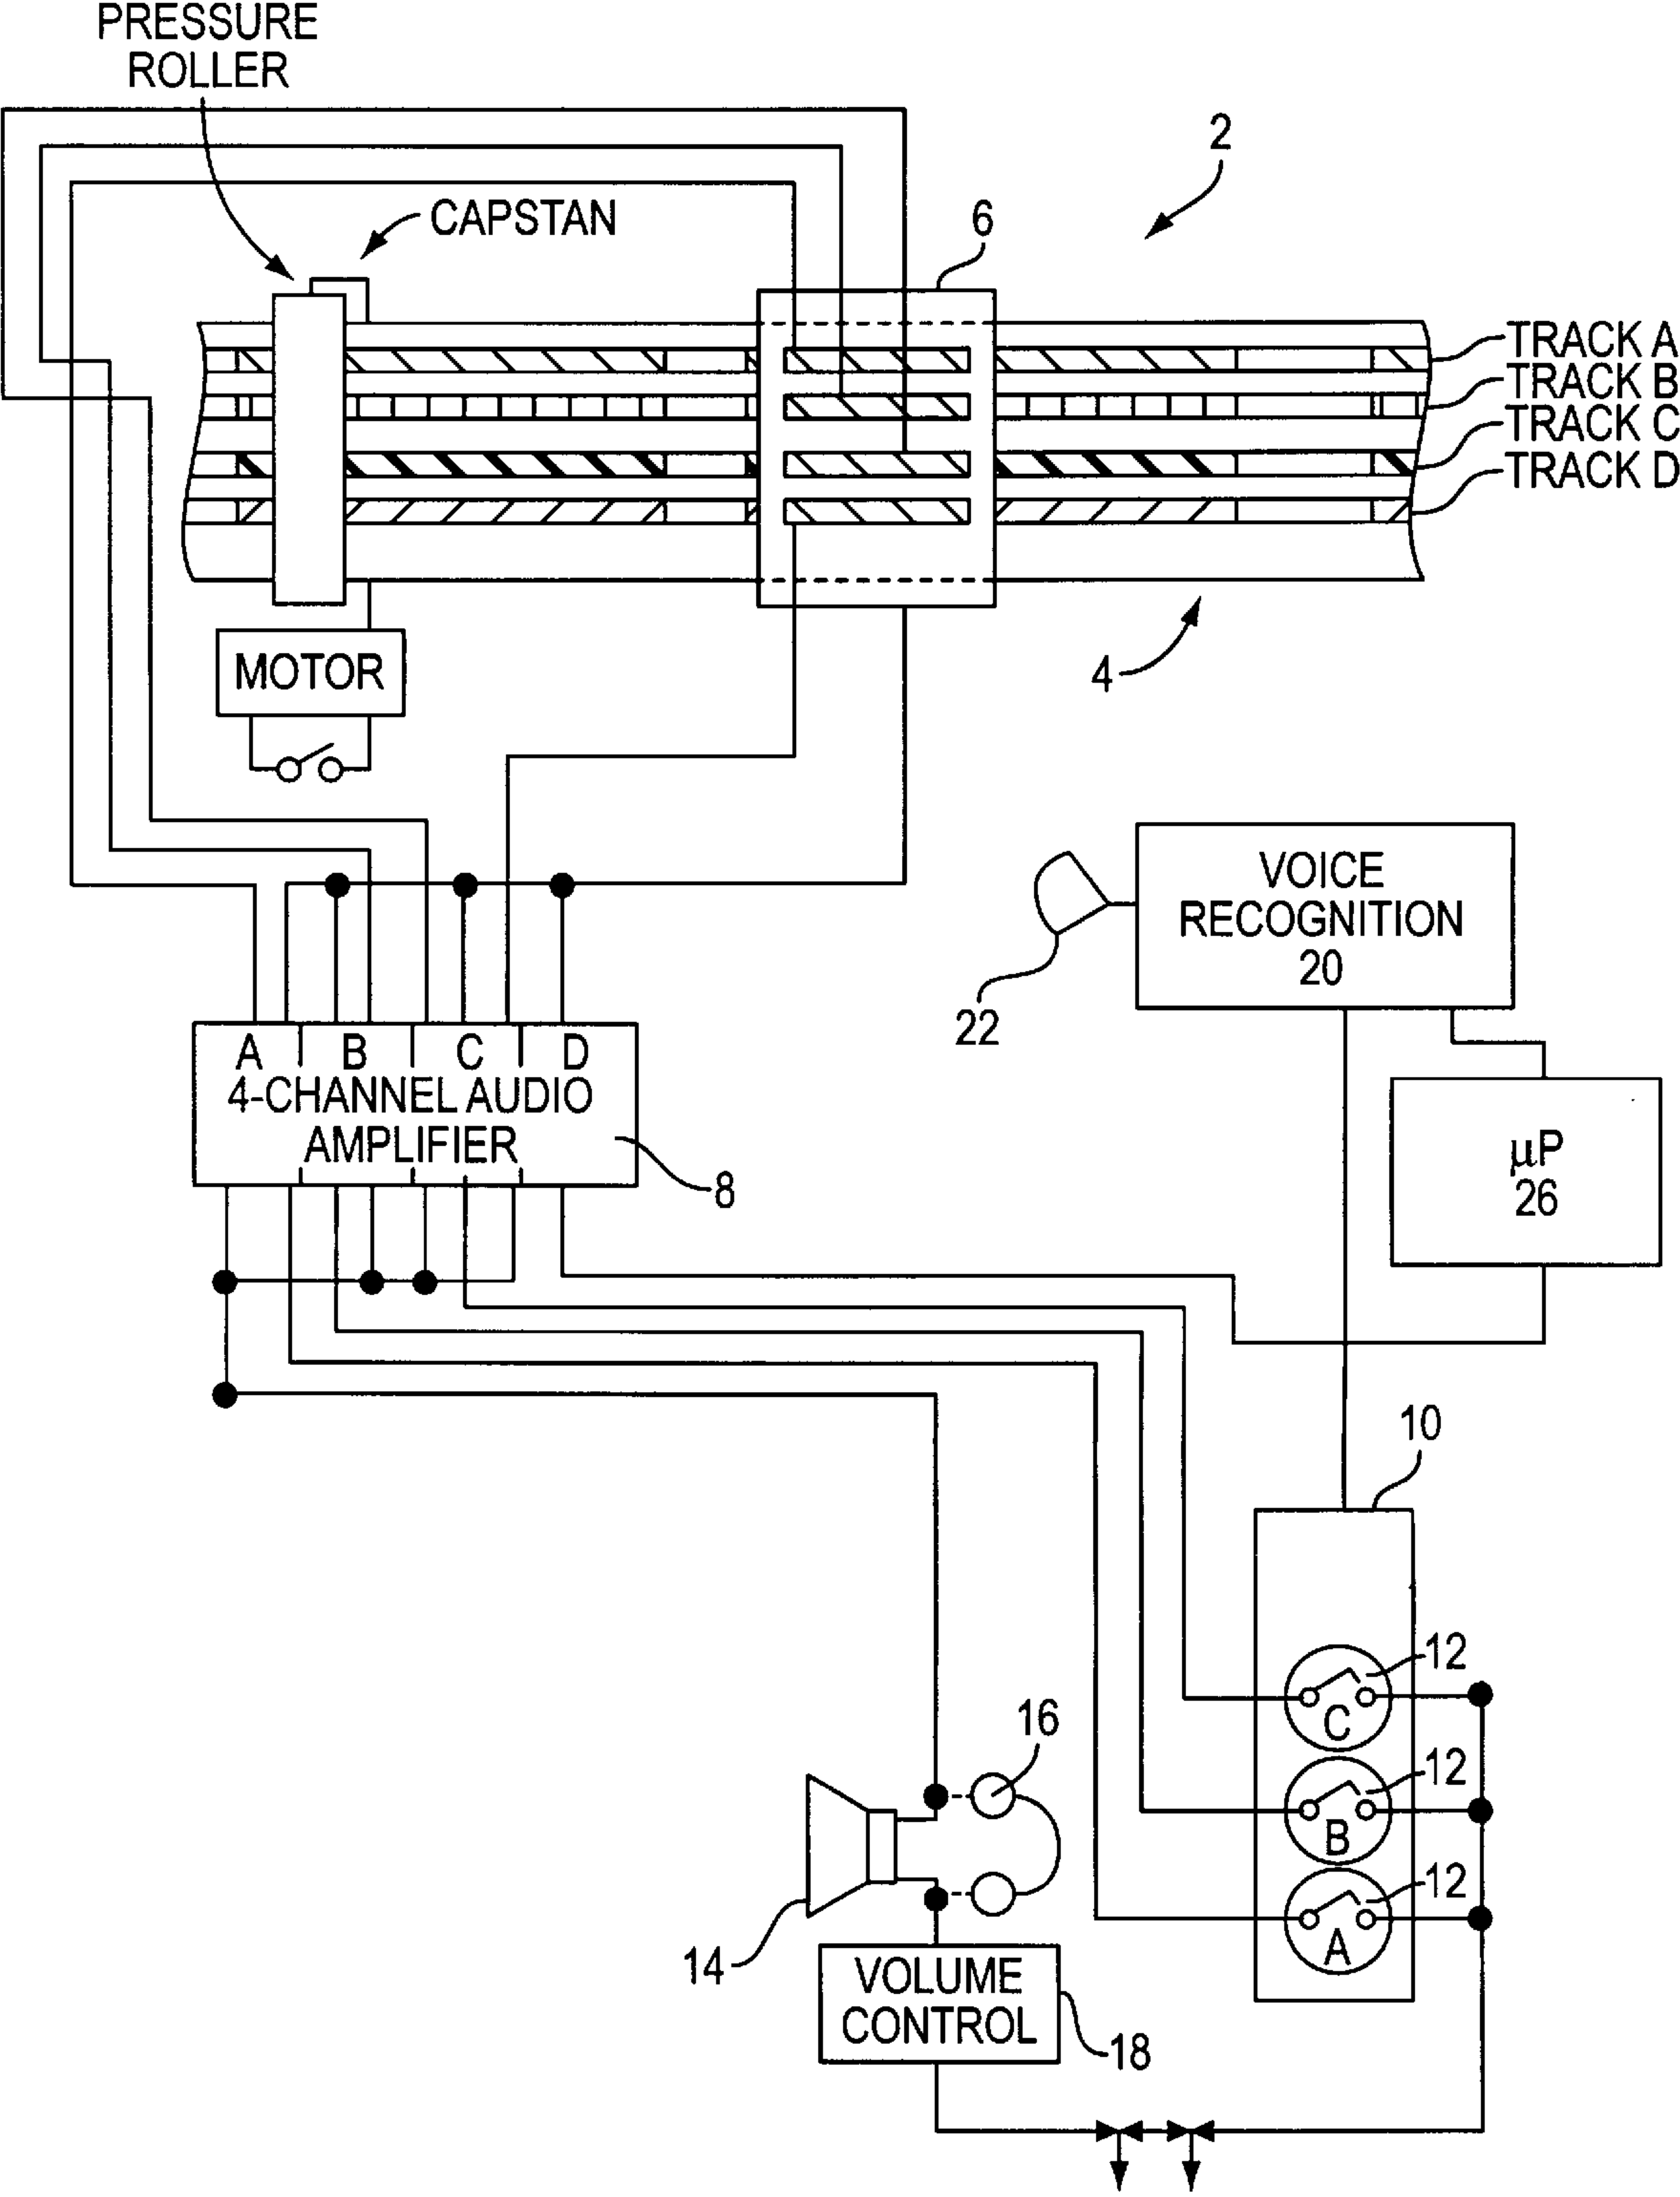 PRESSURE
ROLLER
2
CAPSTAN
6
TRACK A
TRACK B
TRACK C
TRACK D
4
MOTOR
VOICE
RECOGNITION
20
22
A B C D
4-CHANNEL AUDIO
AMPLIFIER
8
µP
26
10
12
C
16
12
B
12
A
14
VOLUME
CONTROL
18